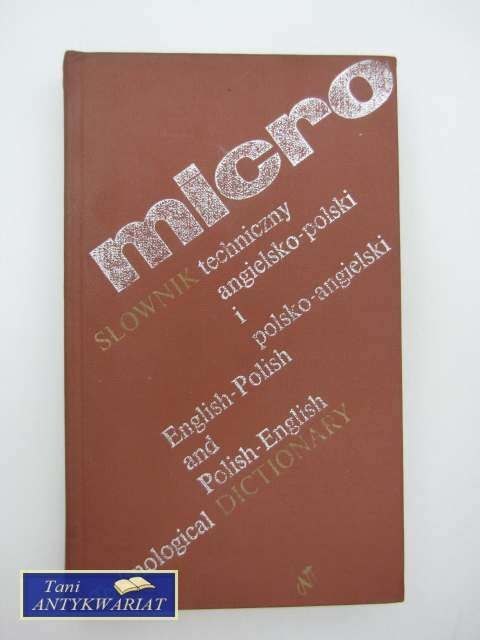 micro
SŁOWNIK techniczny
angielsko-polski
i
polsko-angielski
English-Polish
and
Polish-English
nological DICTIONARY
Tani
ANTYKWARIAT